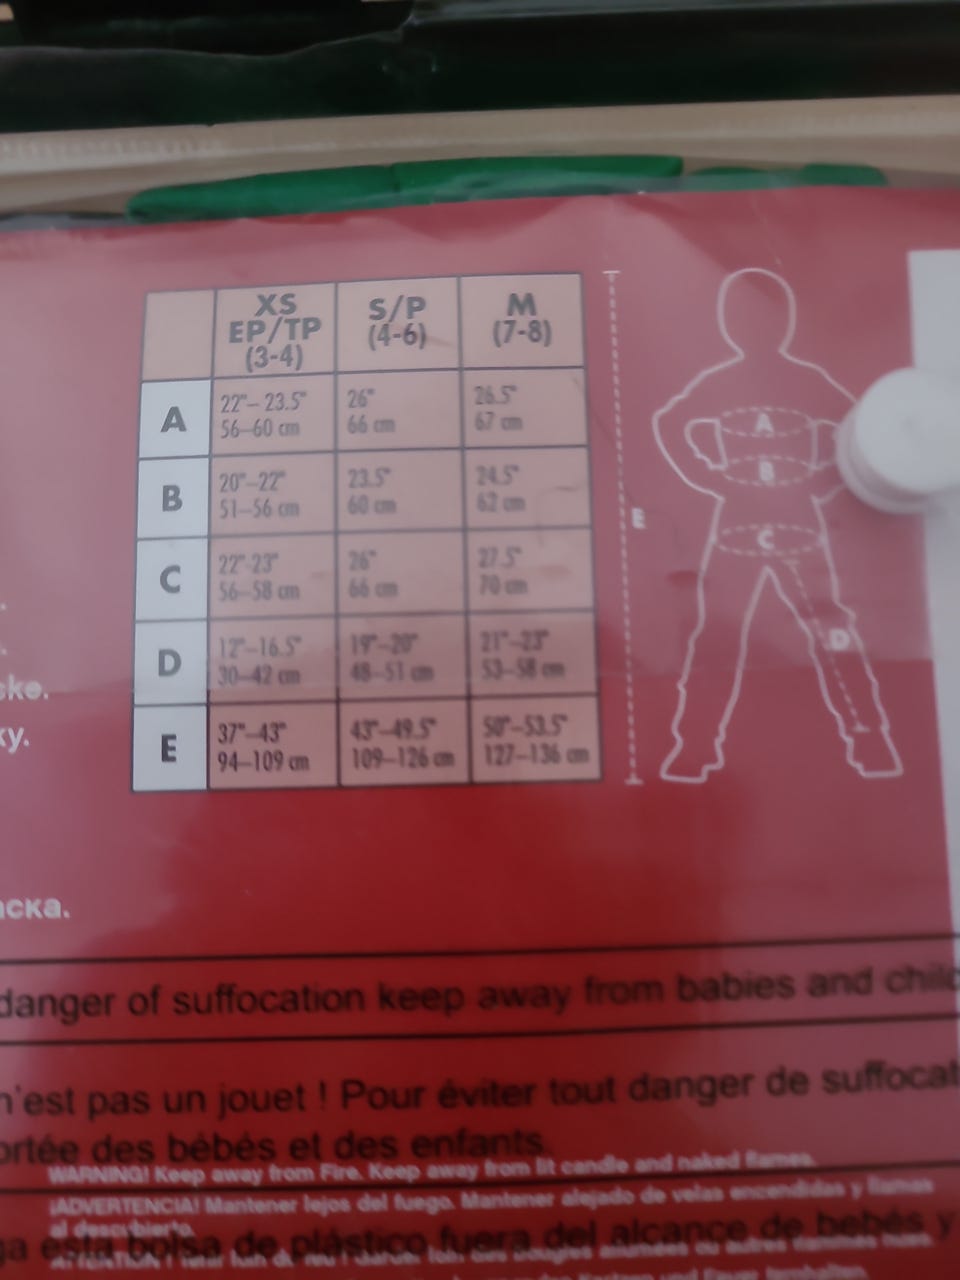 XS
EP/TP
(3-4)
S/P
(4-6)
M
(7-8)
A
22"–23.5"
56–60 cm
26"
66 cm
26.5"
67 cm
B
20"–22"
51–56 cm
23.5"
60 cm
24.5"
62 cm
C
22"-23"
56–58 cm
26"
66 cm
27.5"
70 cm
D
12"–16.5"
30–42 cm
19"–20"
48–51 cm
21"–23"
53–58 cm
E
37"–43"
94–109 cm
43"–49.5"
109–126 cm
50"–53.5"
127–136 cm
A
B
C
D
E
ke.
ку.
аска.
danger of suffocation keep away from babies and child
n'est pas un jouet ! Pour éviter tout danger de suffocat
ortée des bébés et des enfants.
WARNING! Keep away from Fire. Keep away from lit candle and naked flames.
¡ADVERTENCIA! Mantener lejos del fuego. Mantener alejado de velas encendidas y llamas
al descubierto.
ga esta bolsa de plástico fuera del alcance de bebés y